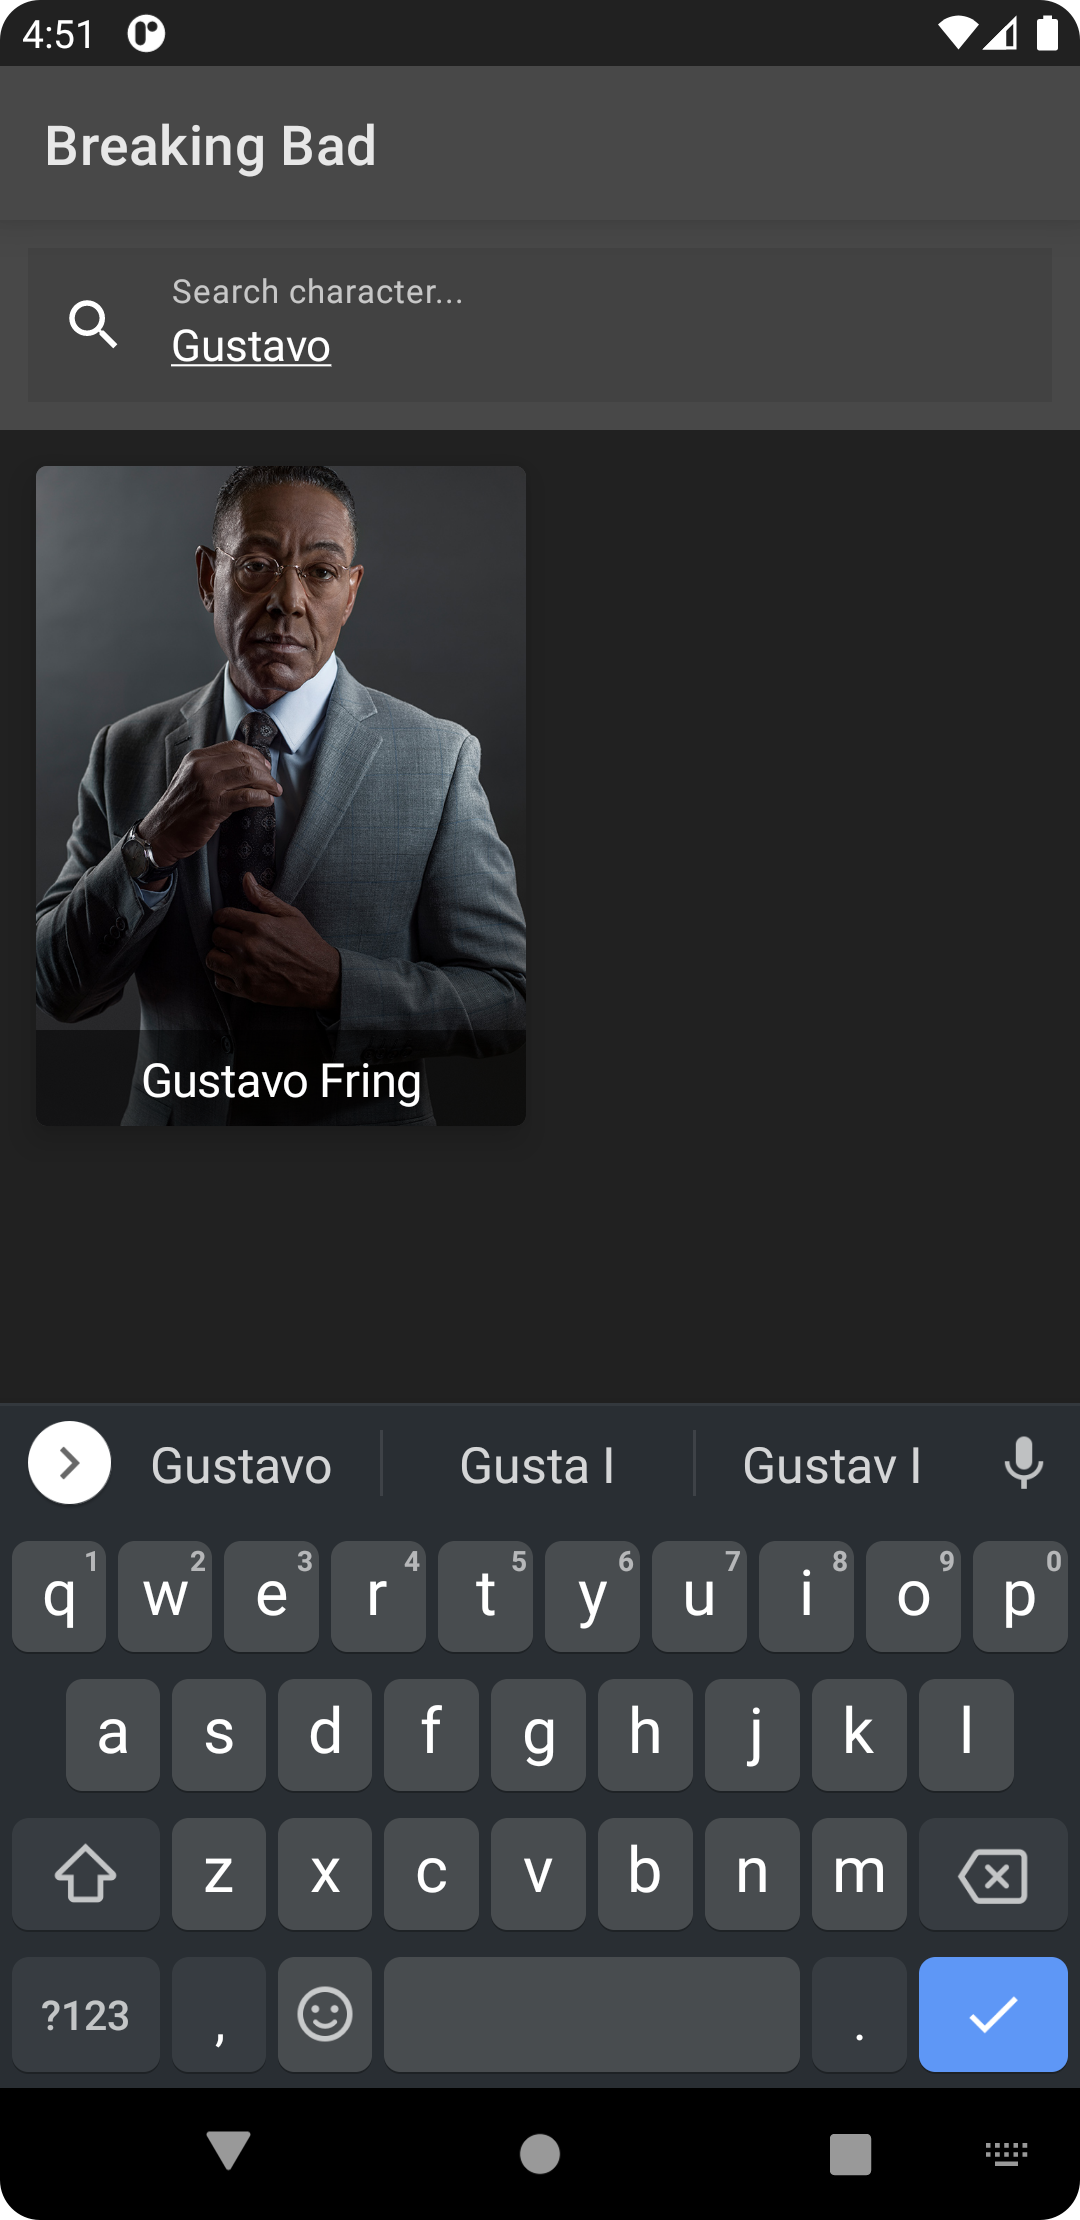 4:51
Breaking Bad
Search character...
Gustavo
Gustavo Fring
Gustavo Gusta l Gustav l
q 1 w 2 e 3 r 4 t 5 y 6 u 7 i 8 o 9 p 0
a s d f g h j k l
z x c v b n m
?123 , .